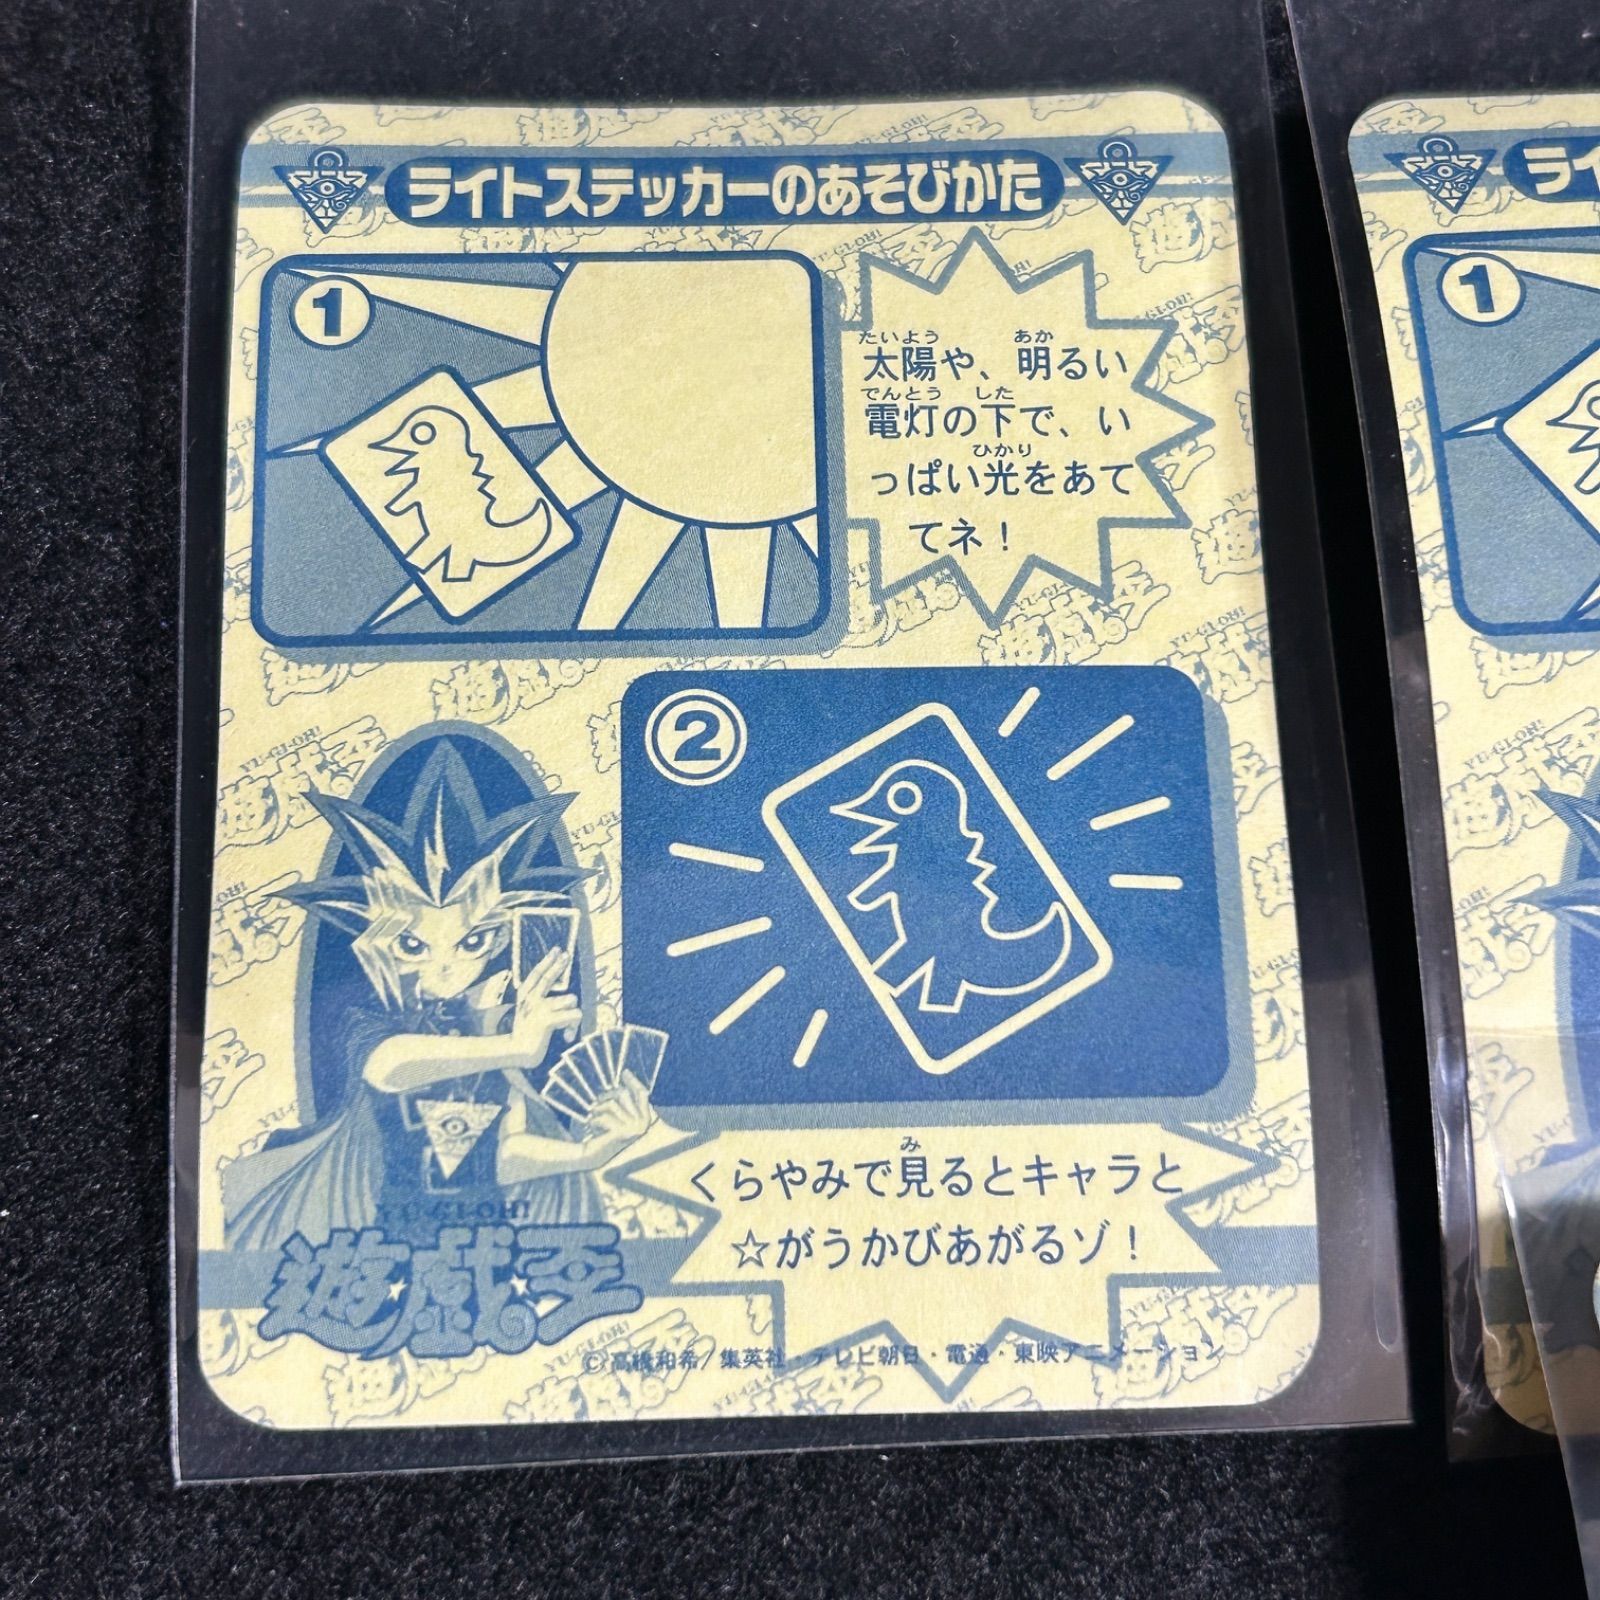 ライトステッカーのあそびかた
1
たいよう あか
太陽や、明るい
でんとう した
電灯の下で、い
ひかり
っぱい光をあて
てネ！
2
み
くらやみで見るとキャラと
☆がうかびあがるゾ！
YU-GI-OH!
遊☆戯☆王
©高橋和希/集英社・テレビ朝日・電通・東映アニメーション
ライ
1